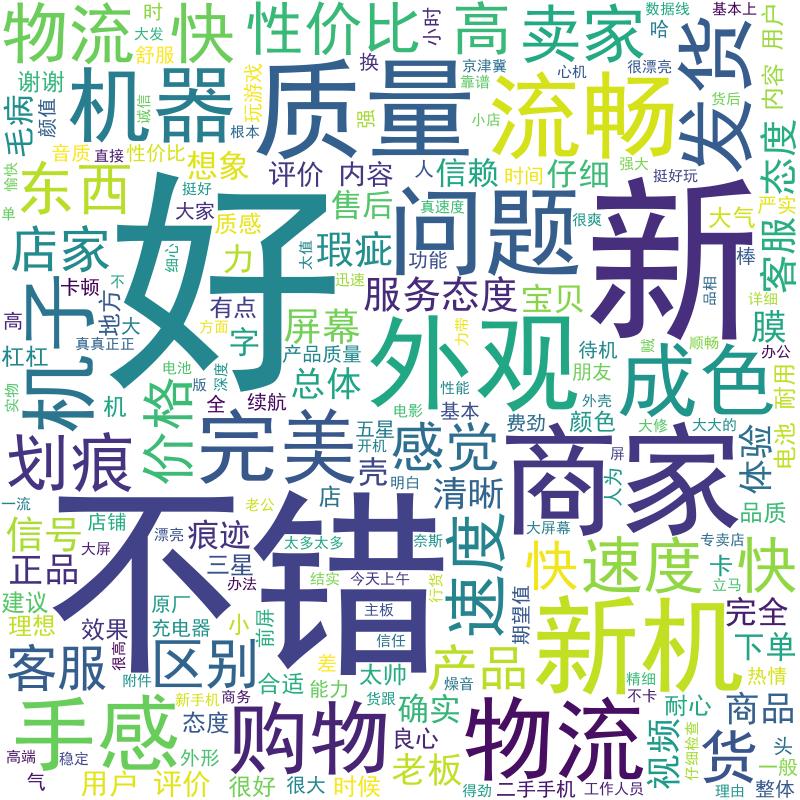 物流
快
性价比
高
卖家
发货
机器
质量
流畅
谢谢
舒服
时
大发
小时
换
京津冀
靠谱
心机
数据线
哈
很漂亮
基本上
用户
货后
内容
毛病
颜值
诚信
玩游戏
根本
强
小店
态度
音质
直接
性价比
想象
评价
内容
人
信赖
时间
仔细
强大
挺好玩
严实
愉快
东西
挺好
大家
质感
售后
真速度
很爽
大气
客服
单
店家
好
细心
力
太值
瑕疵
功能
问题
新
棒
品相
卡顿
不
有点
迅速
服务态度
宝贝
详细
高
机子
地方
大
真真正正
方面
字
屏幕
产品质量
力带
待机
贼
顺畅
膜
办公
杠杠
实物
电池
版
深度
总体
外观
性能
朋友
成色
耐用
机
价格
全
续航
电影
基本
费劲
外壳
颜色
大修
大大的
划痕
完美
五星
开机
感觉
商家
屏
人为
体验
电池
壳
明白
清晰
一流
店
老公
信号
店铺
漂亮
痕迹
不错
太多太多
奈斯
速度
大屏幕
专卖店
品质
正品
大屏
三星
办法
结实
今天上午
行货
快
速度
卡
立马
快
建议
原厂
小
前屏
主板
期望值
新机
完全
理想
效果
充电器
信任
下单
客服
很高
区别
差
太帅
产品
噪音
精细
热情
附件
新手机
商务
合适
能力
货跟
确实
不卡
耐心
商品
手感
态度
购物
良心
物流
视频
货
头
高端
稳定
外形
老板
仔细检查
一般
气
用户
评价
很好
很大
时候
得劲
二手手机
工作人员
理由
整体